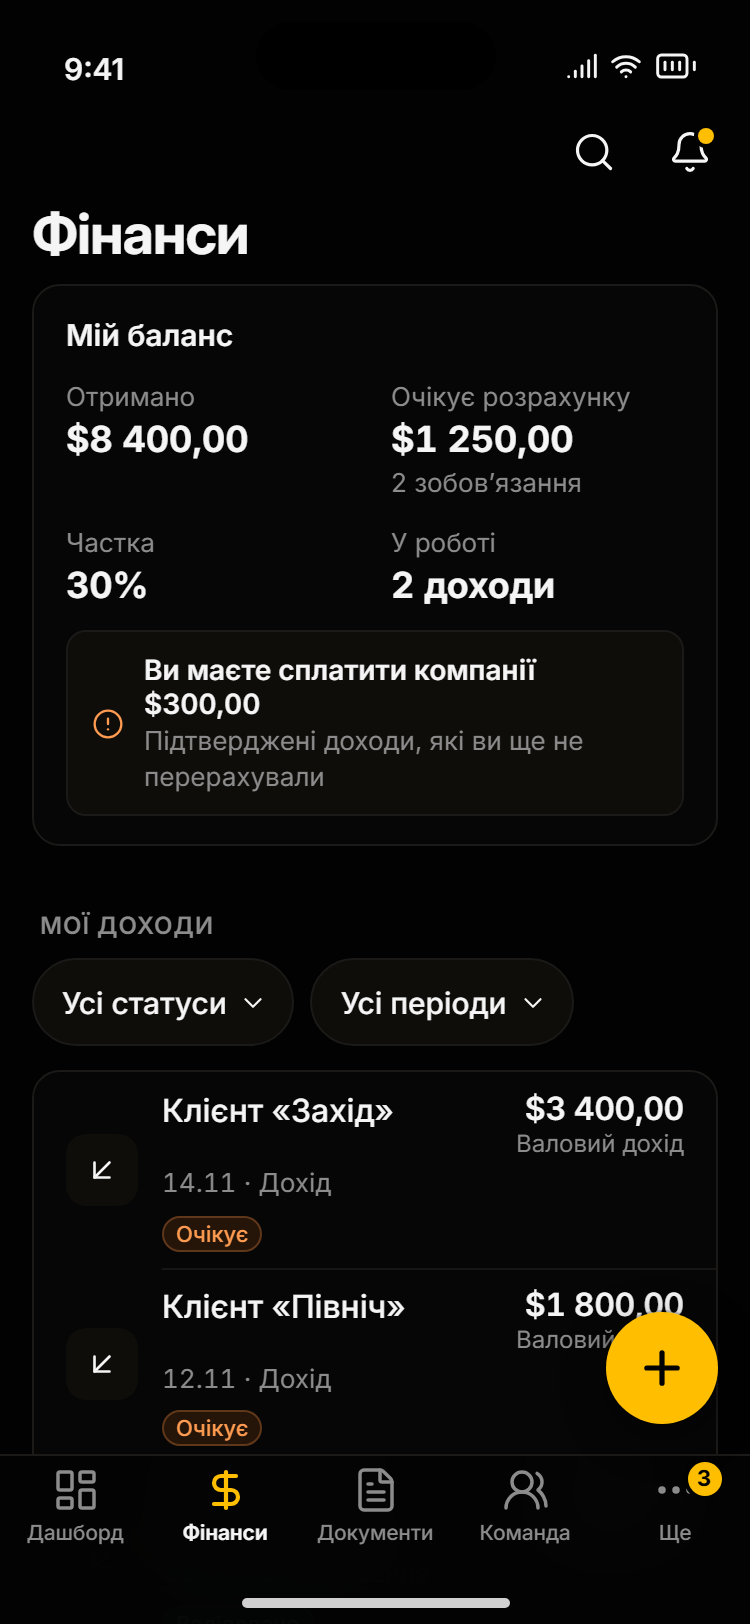 9:41
Фінанси
Мій баланс
Отримано
$8 400,00
Очікує розрахунку
$1 250,00
2 зобов’язання
Частка
30%
У роботі
2 доходи
Ви маєте сплатити компанії
$300,00
Підтверджені доходи, які ви ще не
перерахували
МОЇ ДОХОДИ
Усі статуси
Усі періоди
Клієнт «Захід»
$3 400,00
Валовий дохід
14.11 · Дохід
Очікує
Клієнт «Північ»
$1 800,00
Валовий
12.11 · Дохід
Очікує
3
Дашборд
Фінанси
Документи
Команда
Ще